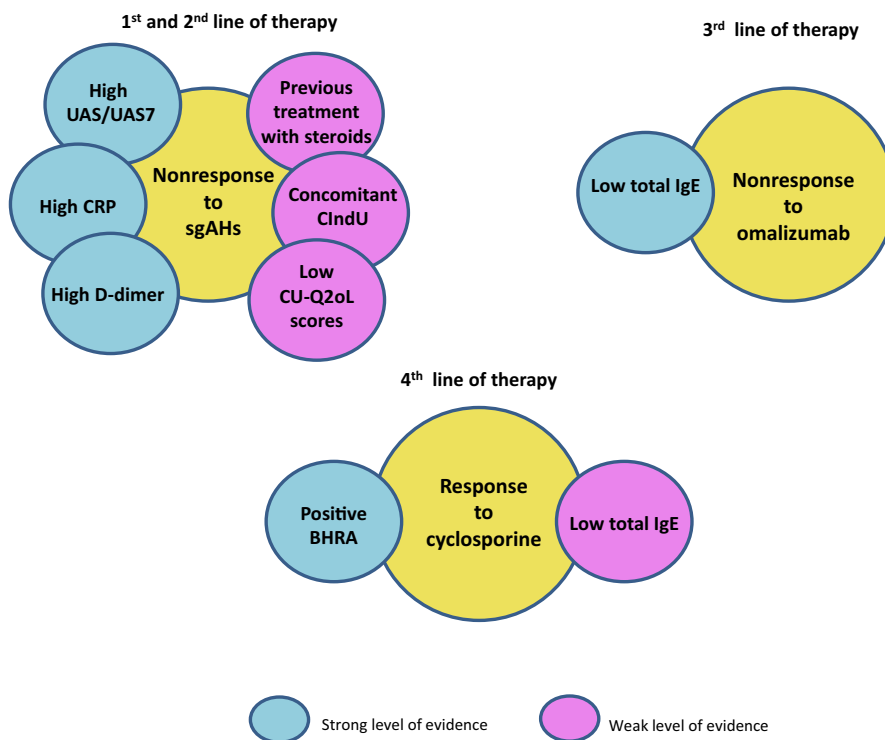 1st and 2nd line of therapy
High
UAS/UAS7
High CRP
High D-dimer
Nonresponse
to
sgAHs
Previous
treatment
with steroids
Concomitant
CIndU
Low
CU-Q2oL
scores
3rd line of therapy
Low total IgE
Nonresponse
to
omalizumab
4th line of therapy
Positive
BHRA
Response
to
cyclosporine
Low total IgE
Strong level of evidence
Weak level of evidence